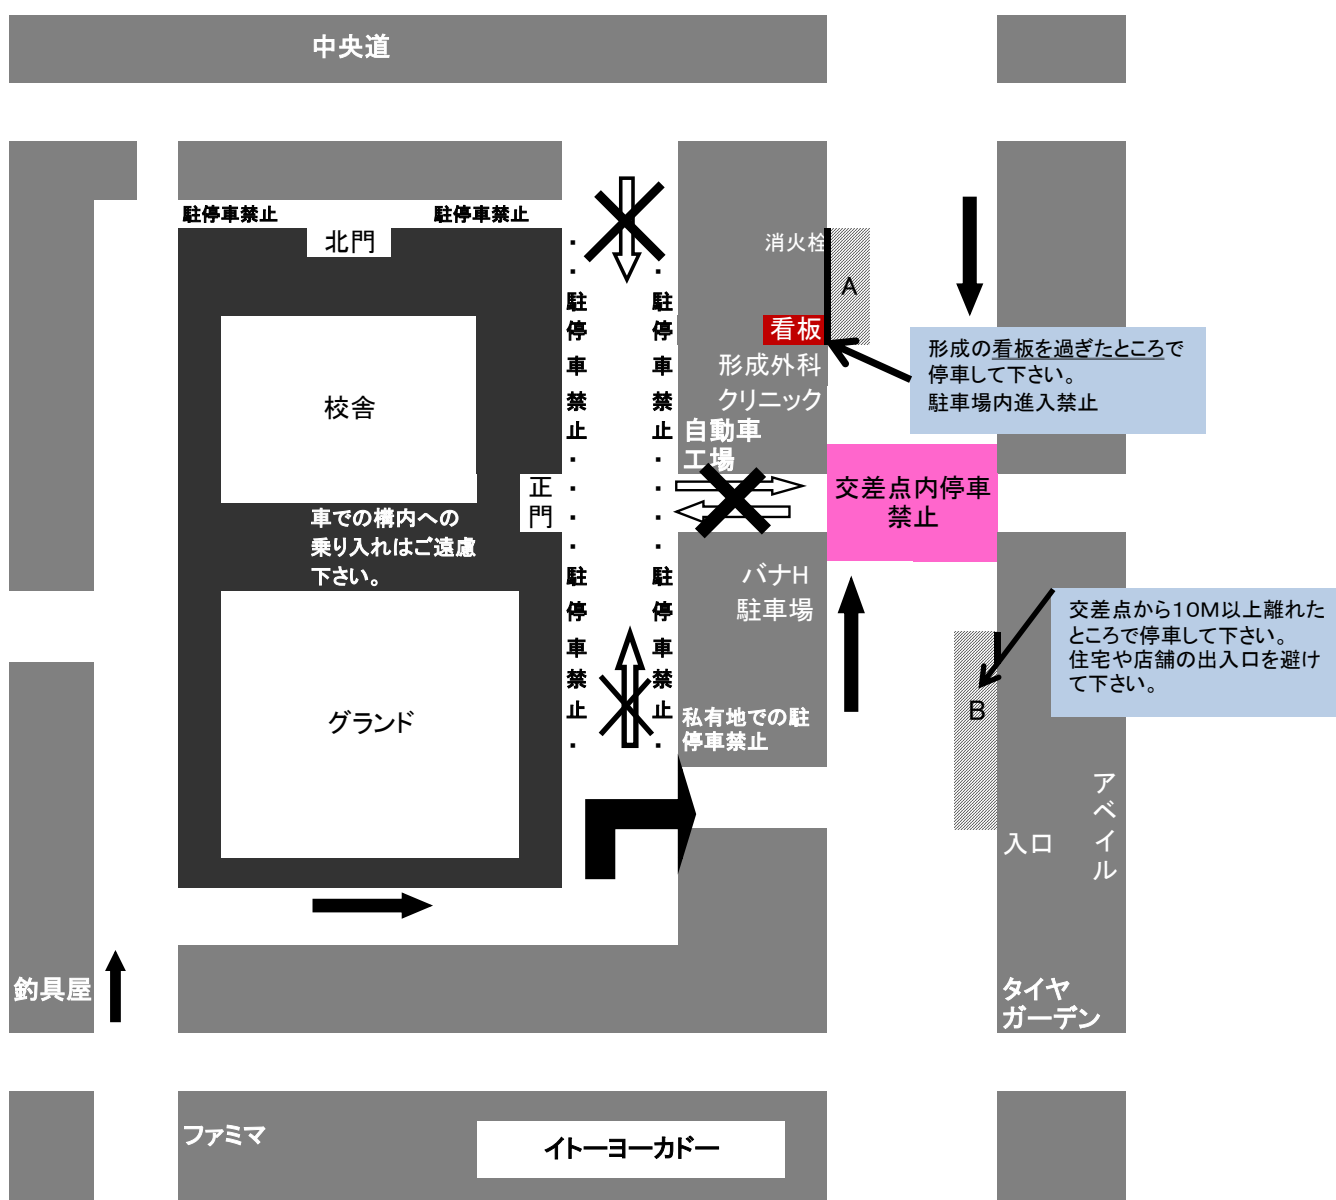 中央道
駐停車禁止
駐停車禁止
北門
消火栓
A
駐停車禁止
駐停車禁止
看板
形成外科
クリニック
形成の看板を過ぎたところで
停車して下さい。
駐車場内進入禁止
校舎
自動車
工場
正門
交差点内停車
禁止
車での構内への
乗り入れはご遠慮
下さい。
駐停車禁止
駐停車禁止
バナH
駐車場
交差点から10M以上離れた
ところで停車して下さい。
住宅や店舗の出入口を避け
て下さい。
B
グランド
私有地での駐
停車禁止
アベイル
入口
釣具屋
タイヤ
ガーデン
ファミマ
イトーヨーカドー